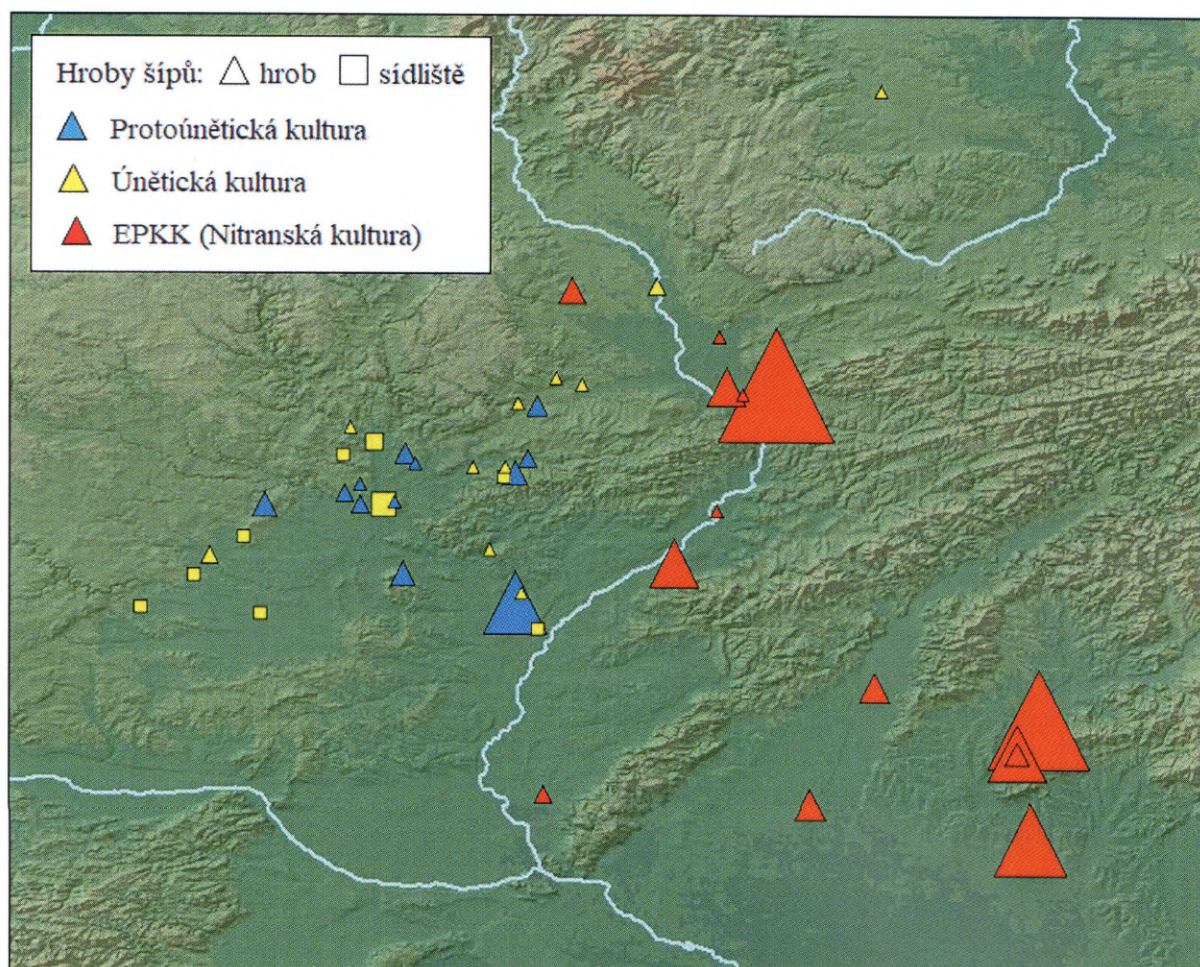 Hroby šípů: hrob sídliště
Protoúnětická kultura
Únětická kultura
EPKK (Nitranská kultura)